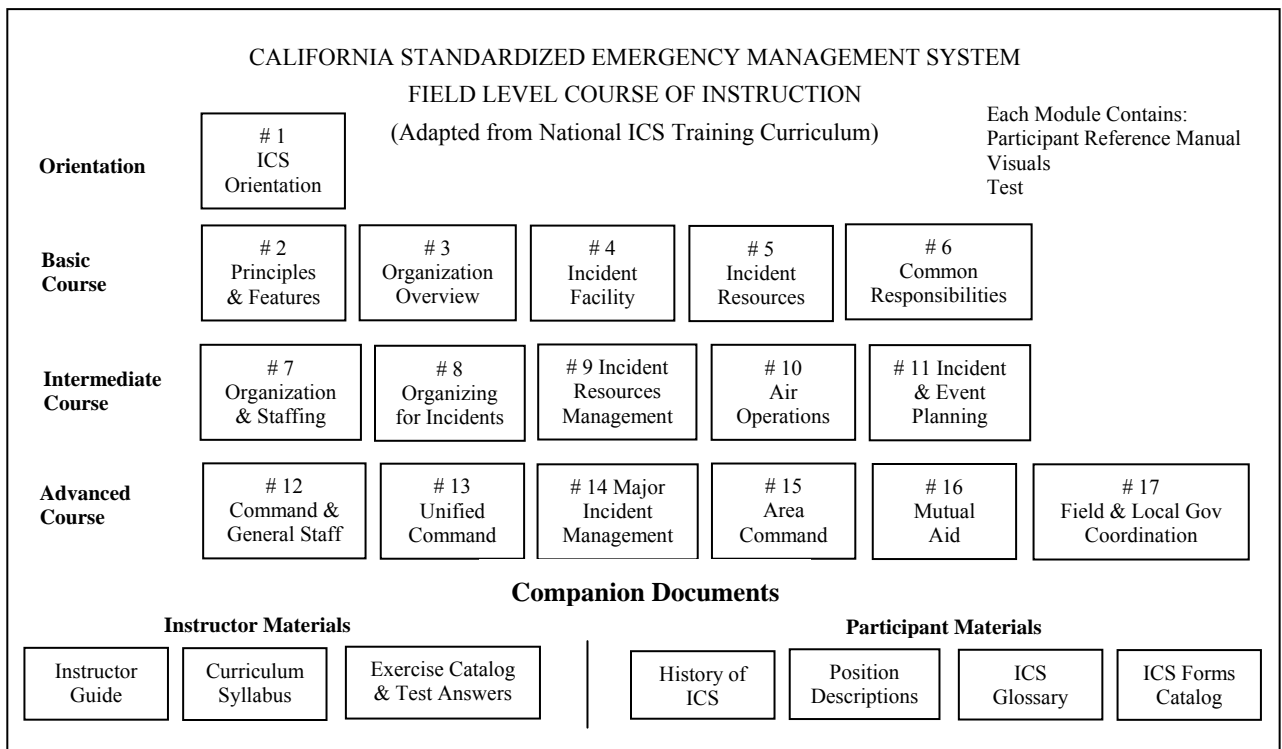 CALIFORNIA STANDARDIZED EMERGENCY MANAGEMENT SYSTEM
FIELD LEVEL COURSE OF INSTRUCTION
(Adapted from National ICS Training Curriculum)
Each Module Contains:
Participant Reference Manual
Visuals
Test
Orientation
# 1
ICS
Orientation
Basic
Course
# 2
Principles
& Features
# 3
Organization
Overview
# 4
Incident
Facility
# 5
Incident
Resources
# 6
Common
Responsibilities
Intermediate
Course
# 7
Organization
& Staffing
# 8
Organizing
for Incidents
# 9 Incident
Resources
Management
# 10
Air
Operations
# 11 Incident
& Event
Planning
Advanced
Course
# 12
Command &
General Staff
# 13
Unified
Command
# 14 Major
Incident
Management
# 15
Area
Command
# 16
Mutual
Aid
# 17
Field & Local Gov
Coordination
Companion Documents
Instructor Materials
Instructor
Guide
Curriculum
Syllabus
Exercise Catalog
& Test Answers
Participant Materials
History of
ICS
Position
Descriptions
ICS
Glossary
ICS Forms
Catalog